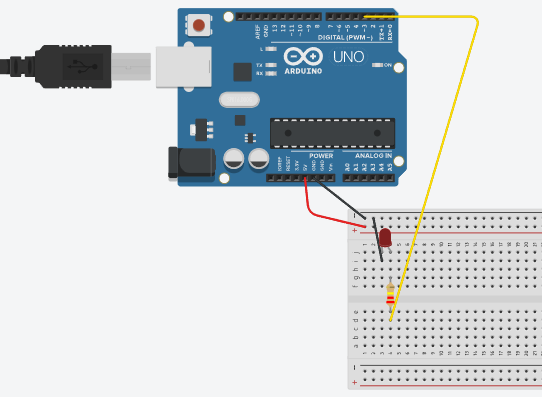 AREF
GND
13
12
~11
~10
~9
8
7
~6
~5
4
~3
2
TX→1
RX←0
DIGITAL (PWM~)
L
TX
RX
UNO
ARDUINO
ON
IOREF
RESET
3.3V
5V
GND
GND
Vin
POWER
ANALOG IN
A0
A1
A2
A3
A4
A5